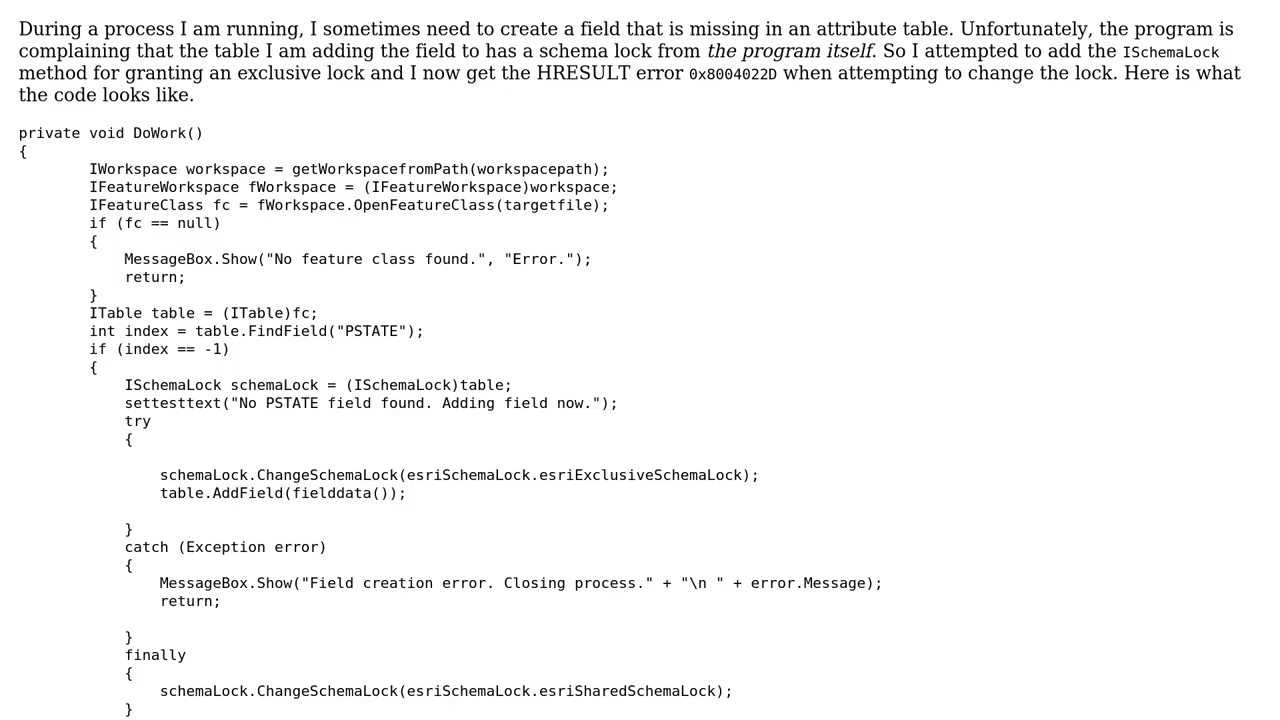 During a process I am running, I sometimes need to create a field that is missing in an attribute table. Unfortunately, the program is
complaining that the table I am adding the field to has a schema lock from the program itself. So I attempted to add the ISchemaLock
method for granting an exclusive lock and I now get the HRESULT error 0x8004022D when attempting to change the lock. Here is what
the code looks like.
private void DoWork()
{
        IWorkspace workspace = getWorkspacefromPath(workspacepath);
        IFeatureWorkspace fWorkspace = (IFeatureWorkspace)workspace;
        IFeatureClass fc = fWorkspace.OpenFeatureClass(targetfile);
        if (fc == null)
        {
            MessageBox.Show("No feature class found.", "Error.");
            return;
        }
        ITable table = (ITable)fc;
        int index = table.FindField("PSTATE");
        if (index == -1)
        {
            ISchemaLock schemaLock = (ISchemaLock)table;
            settesttext("No PSTATE field found. Adding field now.");
            try
            {
                schemaLock.ChangeSchemaLock(esriSchemaLock.esriExclusiveSchemaLock);
                table.AddField(fielddata());
            }
            catch (Exception error)
            {
                MessageBox.Show("Field creation error. Closing process." + "\n " + error.Message);
                return;
            }
            finally
            {
                schemaLock.ChangeSchemaLock(esriSchemaLock.esriSharedSchemaLock);
            }